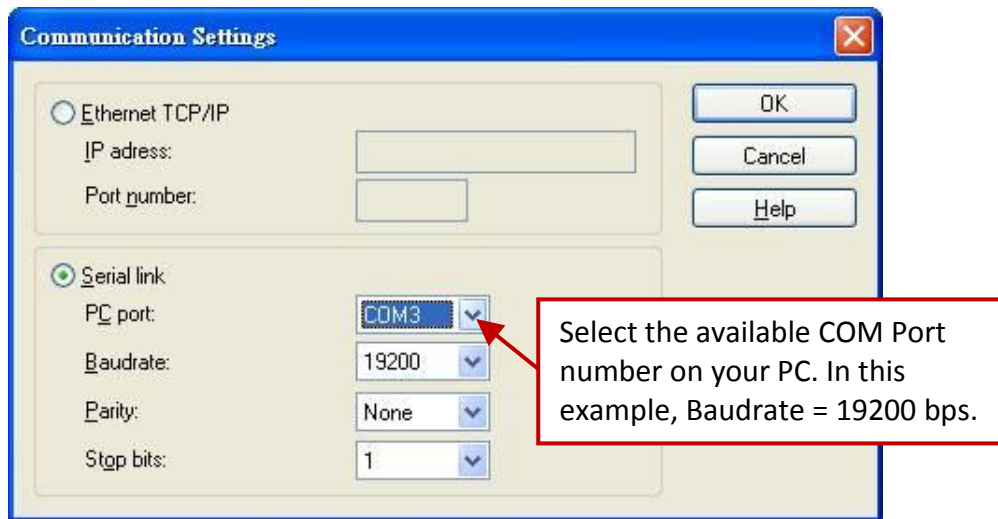 Communication Settings
Ethernet TCP/IP
IP adress:
Port number:
OK
Cancel
Help
Serial link
PC port:
COM3
Baudrate:
19200
Parity:
None
Stop bits:
1
Select the available COM Port
number on your PC. In this
example, Baudrate = 19200 bps.